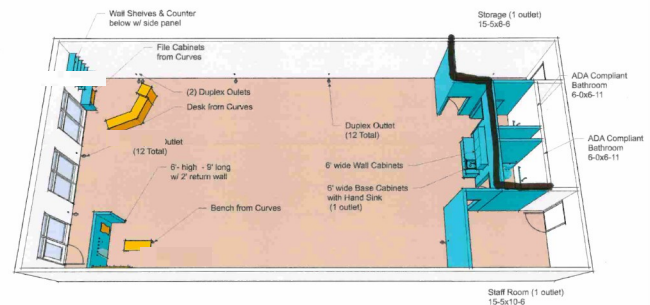 Wall Shelves & Counter
below w/ side panel
File Cabinets
from Curves
(2) Duplex Oulets
Desk from Curves
(12 Total)
6'- high - 9' long
w/ 2' return wall
Bench from Curves
Duplex Outtet
(12 Total)
6' wide Wall Cabinets
6' wide Base Cabinets
with Hand Sink
(1 outlet)
Storage (1 outlet)
15-5x6-6
ADA Compliant
Bathroom
6-0x6-11
ADA Compliant
Bathroom
6-0x6-11
Staff Room (1 outlet)
15-5x10-6